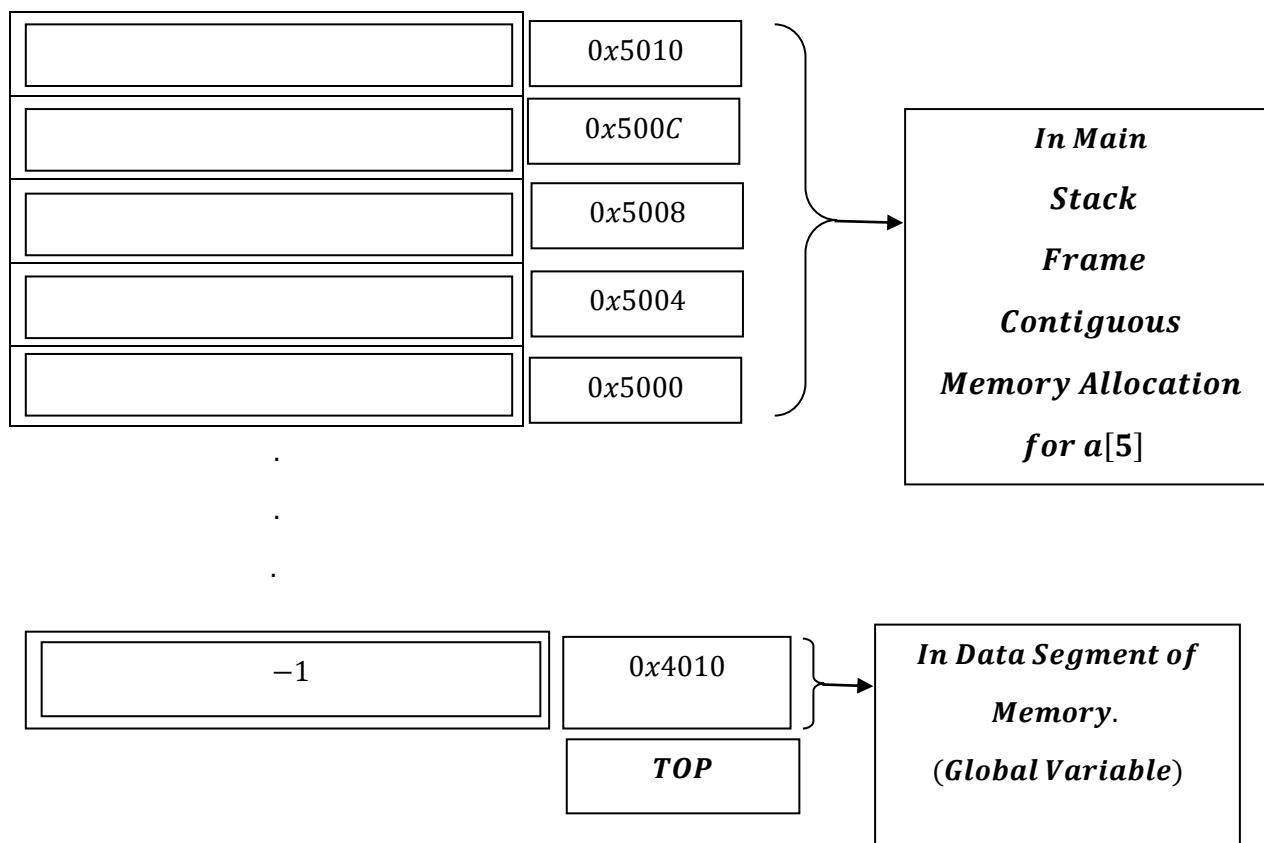 0x5010
0x500C
0x5008
0x5004
0x5000
In Main
Stack
Frame
Contiguous
Memory Allocation
for a[5]
.
.
.
−1
0x4010
TOP
In Data Segment of
Memory.
(Global Variable)